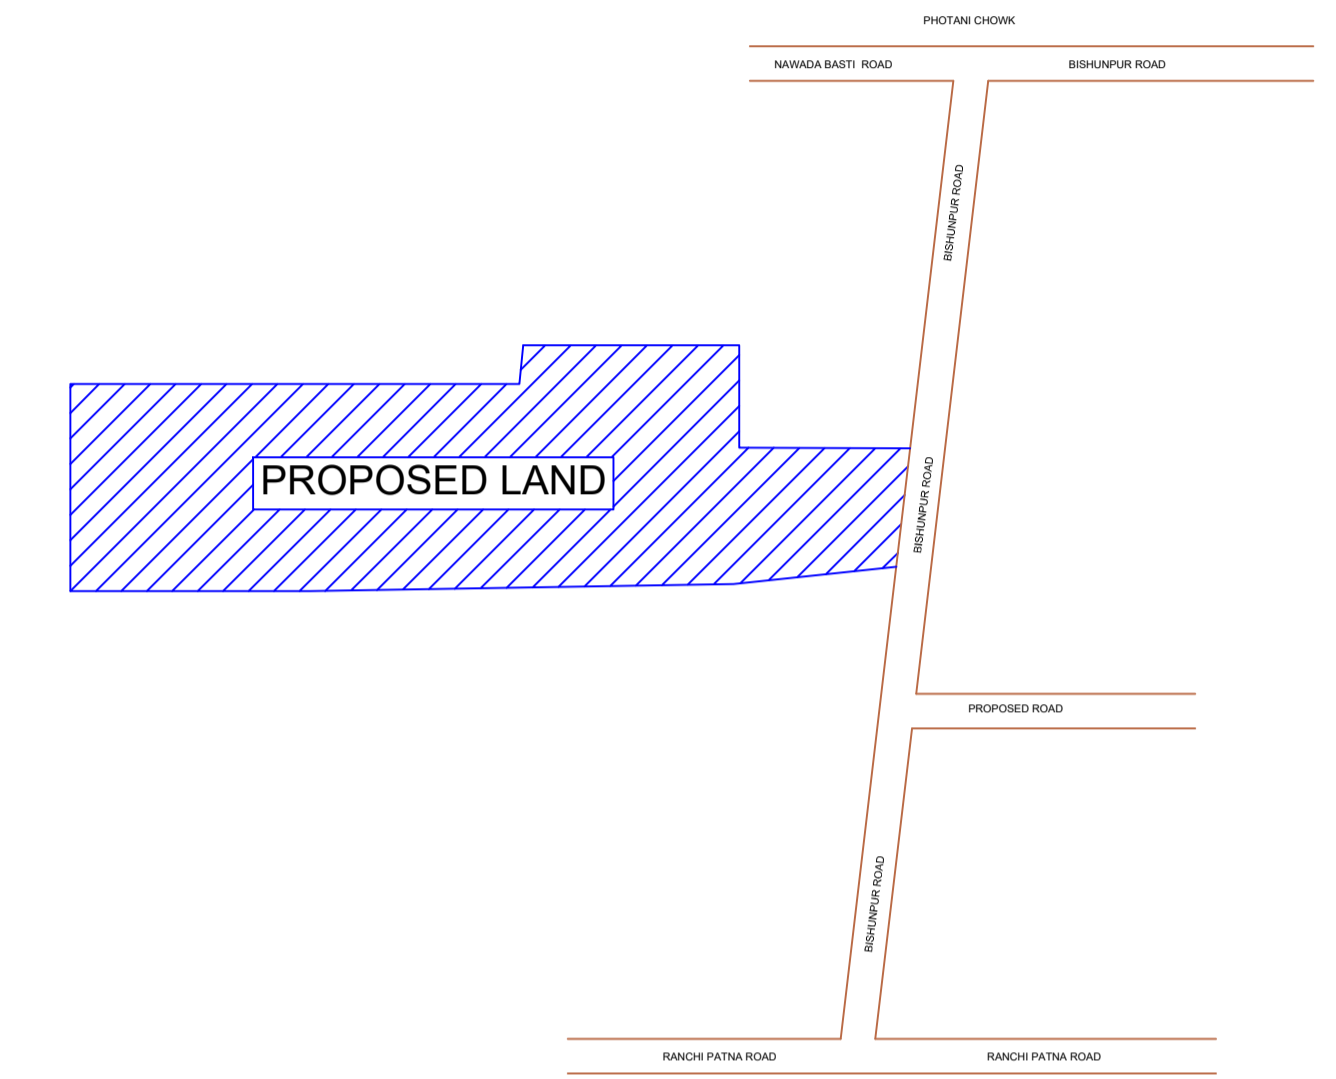 PHOTANI CHOWK
NAWADA BASTI ROAD
BISHUNPUR ROAD
BISHUNPUR ROAD
PROPOSED LAND
BISHUNPUR ROAD
PROPOSED ROAD
BISHUNPUR ROAD
RANCHI PATNA ROAD
RANCHI PATNA ROAD